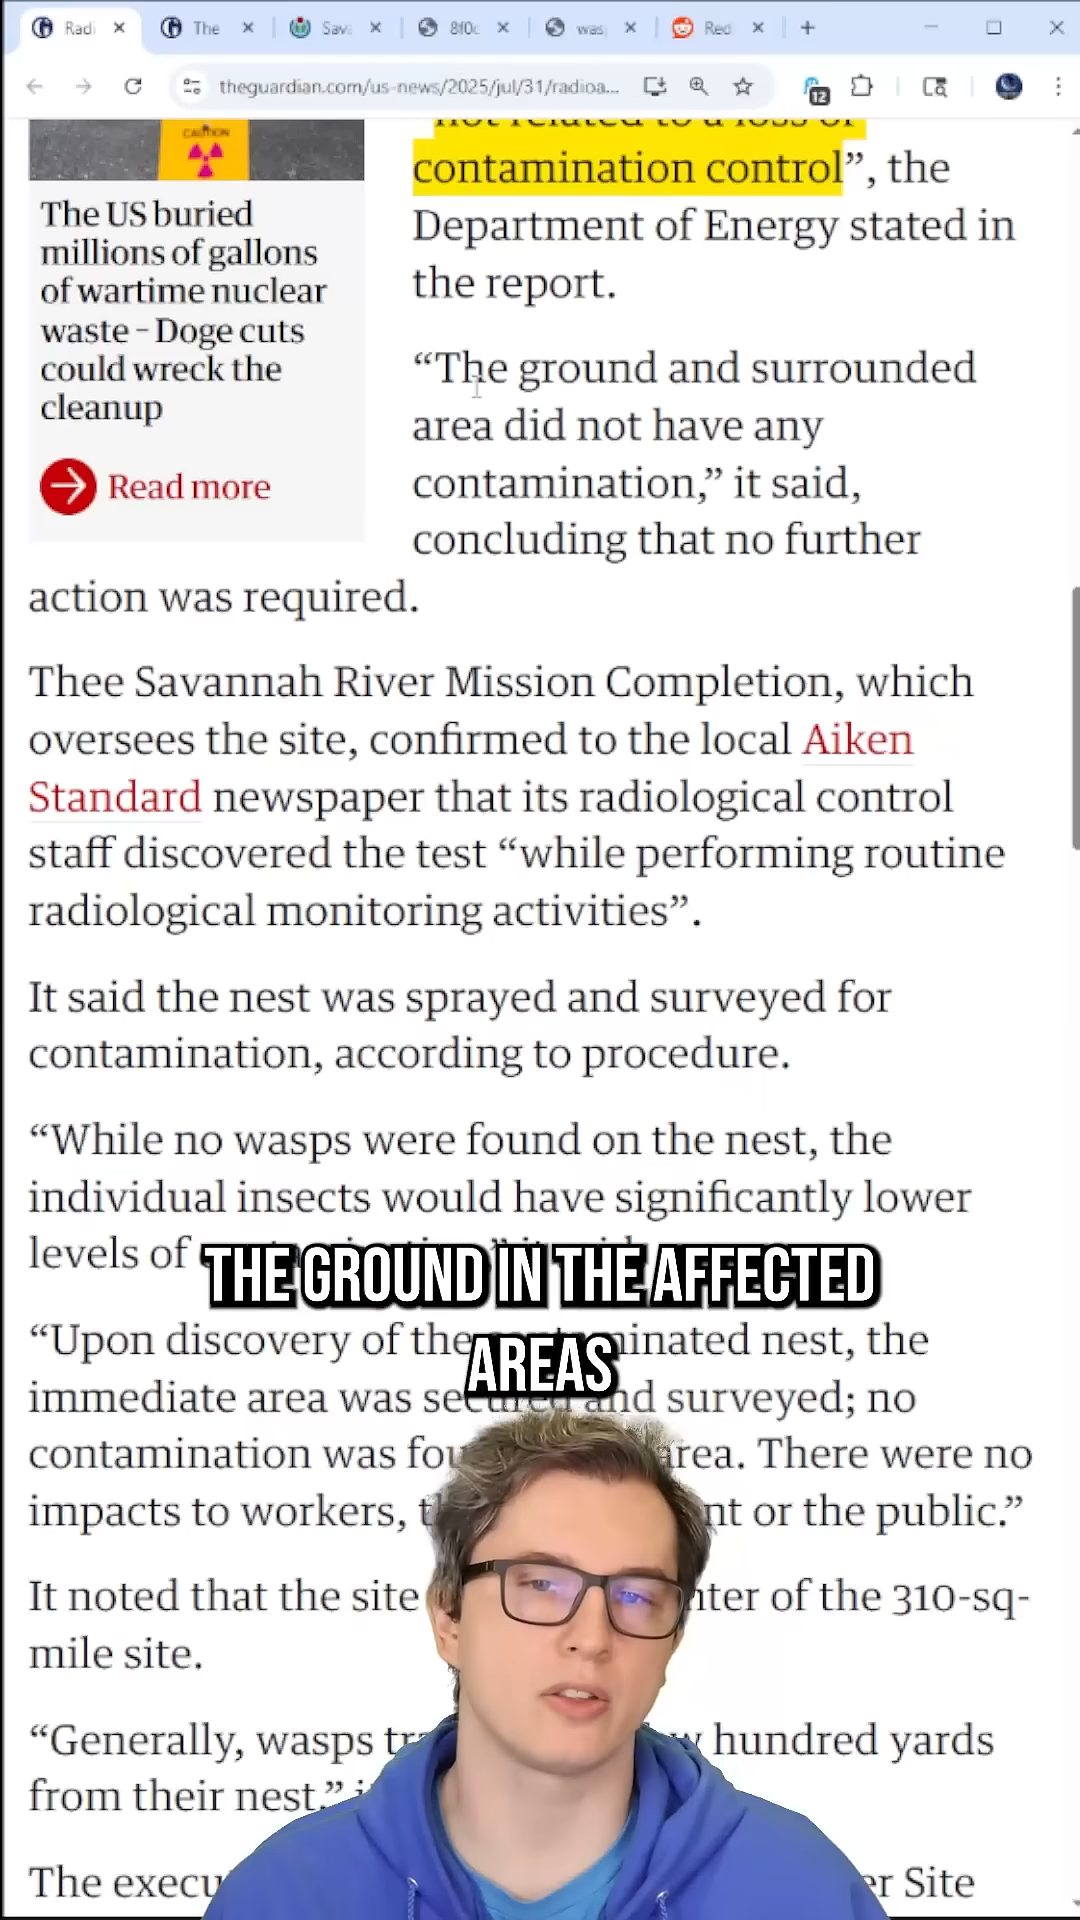 Radi
The
Sava
8f0c
was
Red
theguardian.com/us-news/2025/jul/31/radioa...
12
CAUTION
The US buried
millions of gallons
of wartime nuclear
waste – Doge cuts
could wreck the
cleanup
Read more
not related to a loss of
contamination control”, the
Department of Energy stated in
the report.
“The ground and surrounded
area did not have any
contamination,” it said,
concluding that no further
action was required.
Thee Savannah River Mission Completion, which
oversees the site, confirmed to the local Aiken
Standard newspaper that its radiological control
staff discovered the test “while performing routine
radiological monitoring activities”.
It said the nest was sprayed and surveyed for
contamination, according to procedure.
“While no wasps were found on the nest, the
individual insects would have significantly lower
levels of
THE GROUND IN THE AFFECTED
AREAS
“Upon discovery of the contaminated nest, the
immediate area was secured and surveyed; no
contamination was area. There were no
impacts to workers, or the public.”
It noted that the site of the 310-sq-
mile site.
“Generally, wasps hundred yards
from their nest.”
The Site